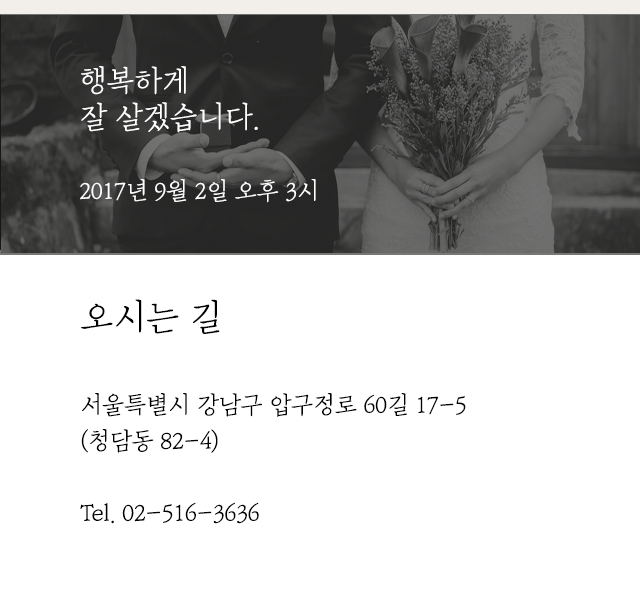 행복하게
잘 살겠습니다.
2017년 9월 2일 오후 3시
오시는 길
서울특별시 강남구 압구정로 60길 17-5
(청담동 82-4)
Tel. 02-516-3636